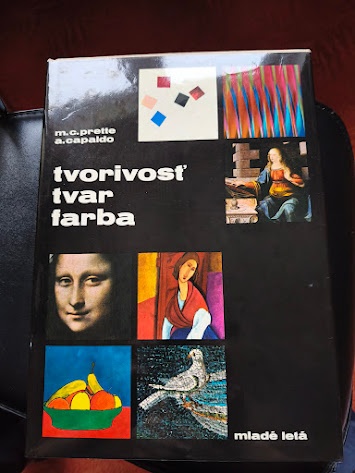 m.c.prette
a.capaldo
tvorivosť
tvar
farba
mladé letá